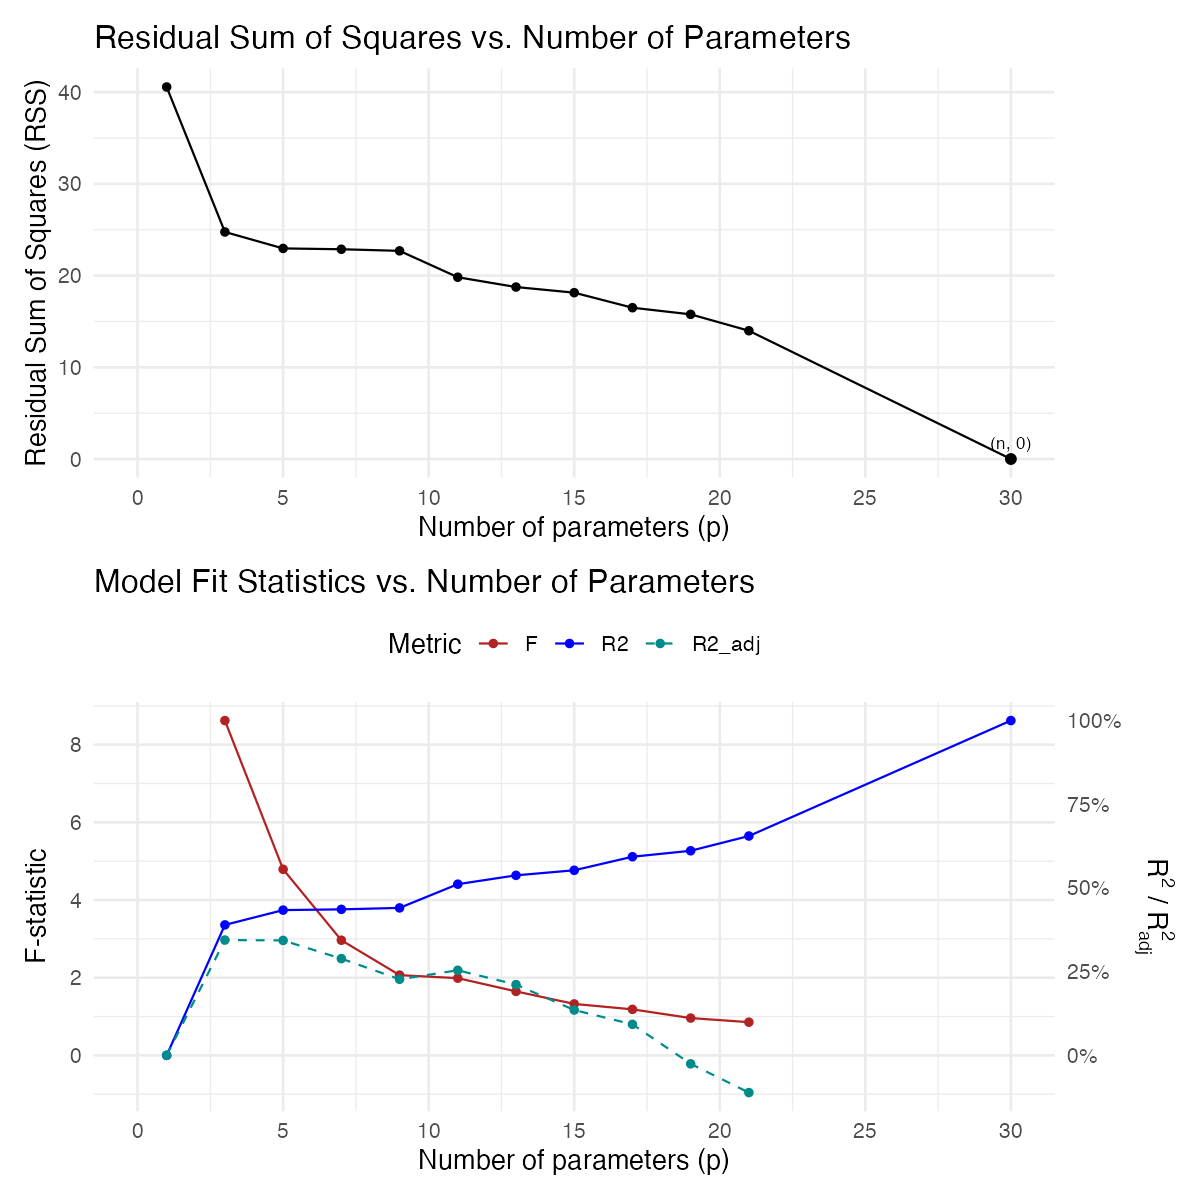 Residual Sum of Squares vs. Number of Parameters
Residual Sum of Squares (RSS)
40
30
20
10
0
(n, 0)
0 5 10 15 20 25 30
Number of parameters (p)
Model Fit Statistics vs. Number of Parameters
Metric F R2 R2_adj
F-statistic
8
6
4
2
0
100%
75%
50%
25%
0%
R² / R²adj
0 5 10 15 20 25 30
Number of parameters (p)